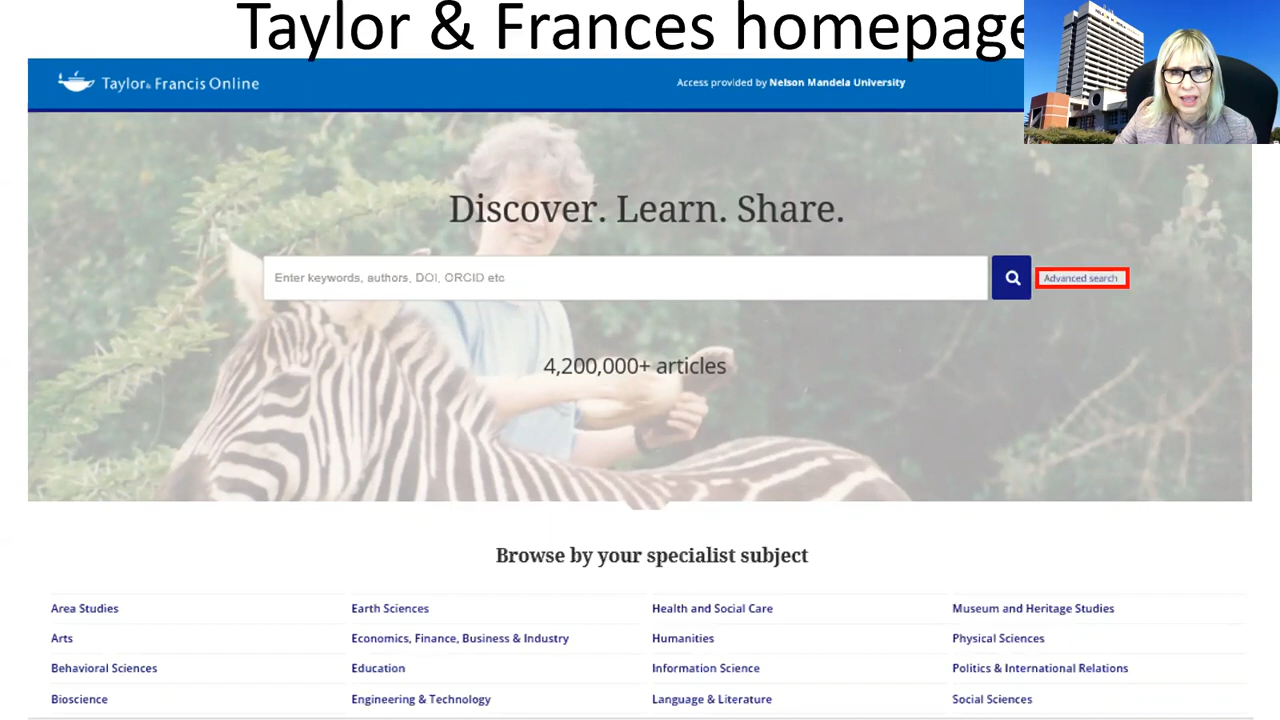 Taylor & Frances homepage
Taylor & Francis Online
Access provided by Nelson Mandela University
Discover. Learn. Share.
Enter keywords, authors, DOI, ORCID etc
Advanced search
4,200,000+ articles
Browse by your specialist subject
Area Studies
Earth Sciences
Health and Social Care
Museum and Heritage Studies
Arts
Economics, Finance, Business & Industry
Humanities
Physical Sciences
Behavioral Sciences
Education
Information Science
Politics & International Relations
Bioscience
Engineering & Technology
Language & Literature
Social Sciences